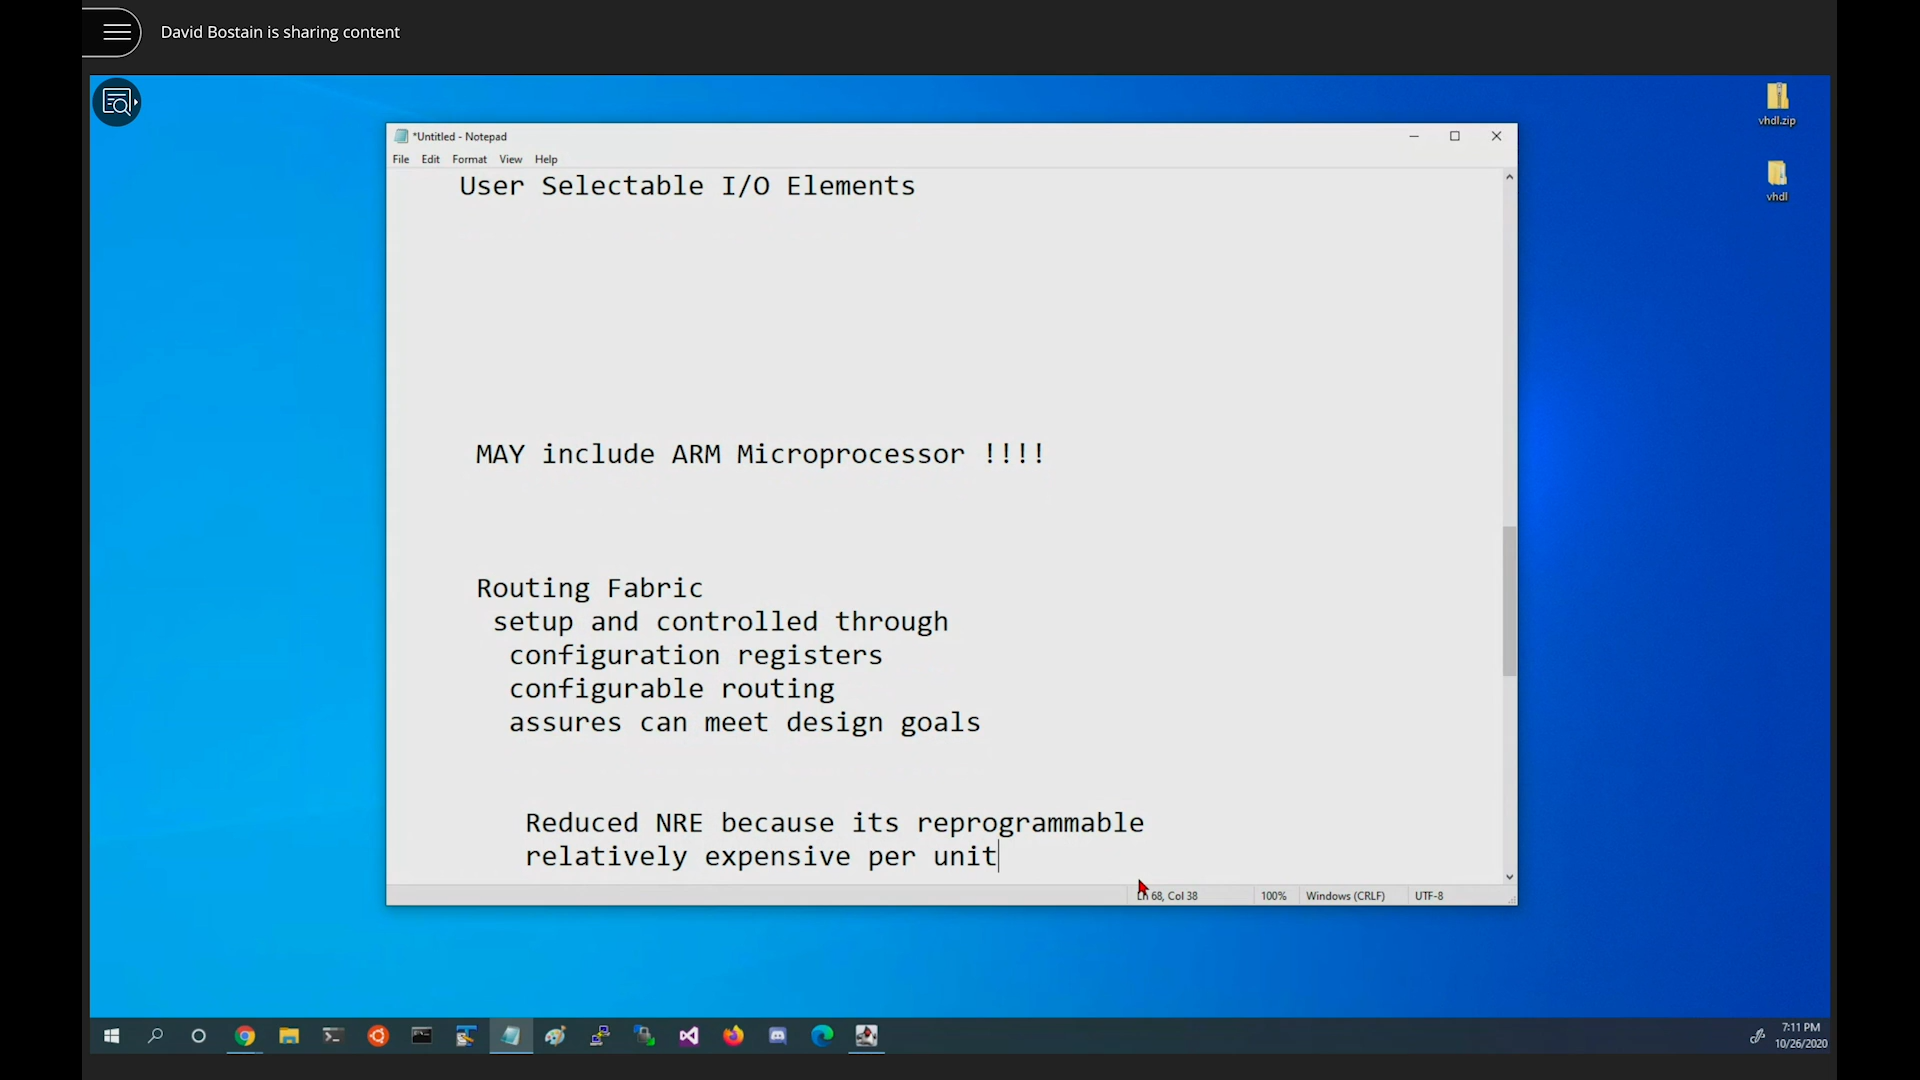 David Bostain is sharing content
vhdl.zip
vhdl
*Untitled - Notepad
File Edit Format View Help
User Selectable I/O Elements
MAY include ARM Microprocessor !!!!
Routing Fabric
setup and controlled through
configuration registers
configurable routing
assures can meet design goals
Reduced NRE because its reprogrammable
relatively expensive per unit
Ln 68, Col 38 100% Windows (CRLF) UTF-8
7:11 PM
10/26/2020